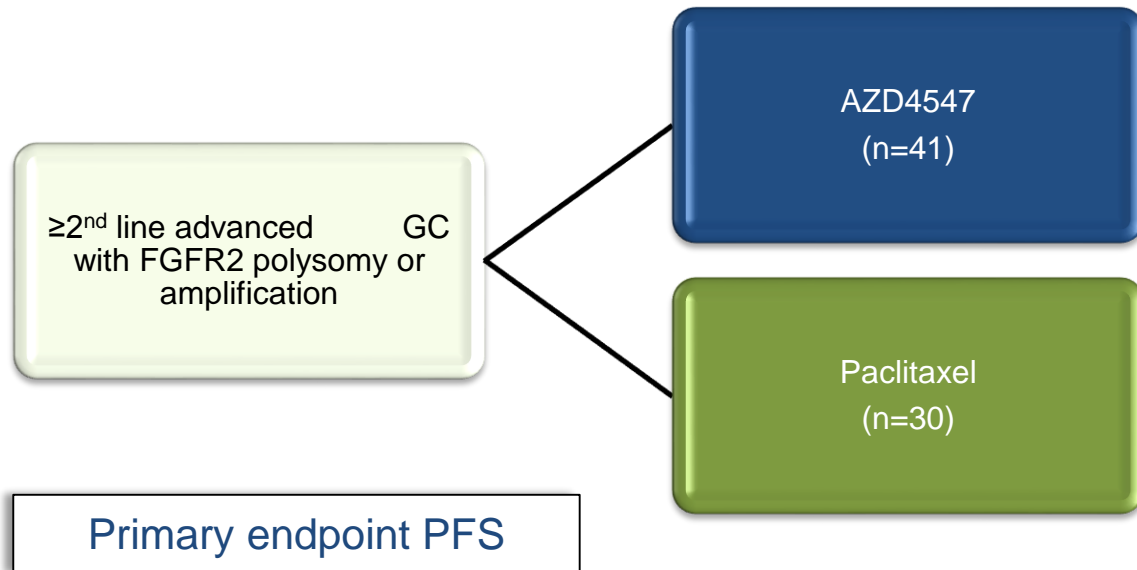 ≥2nd line advanced GC
with FGFR2 polysomy or
amplification
AZD4547
(n=41)
Paclitaxel
(n=30)
Primary endpoint PFS